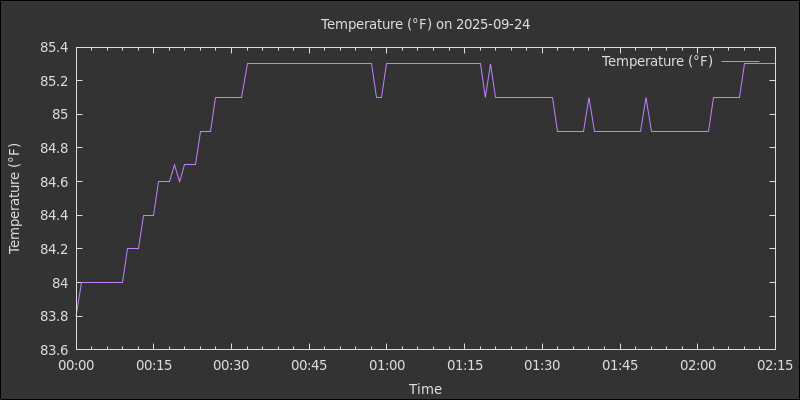 Temperature (°F) on 2025-09-24
Temperature (°F)
85.4
85.2
85
84.8
84.6
84.4
84.2
84
83.8
83.6
Temperature (°F)
00:00 00:15 00:30 00:45 01:00 01:15 01:30 01:45 02:00 02:15
Time